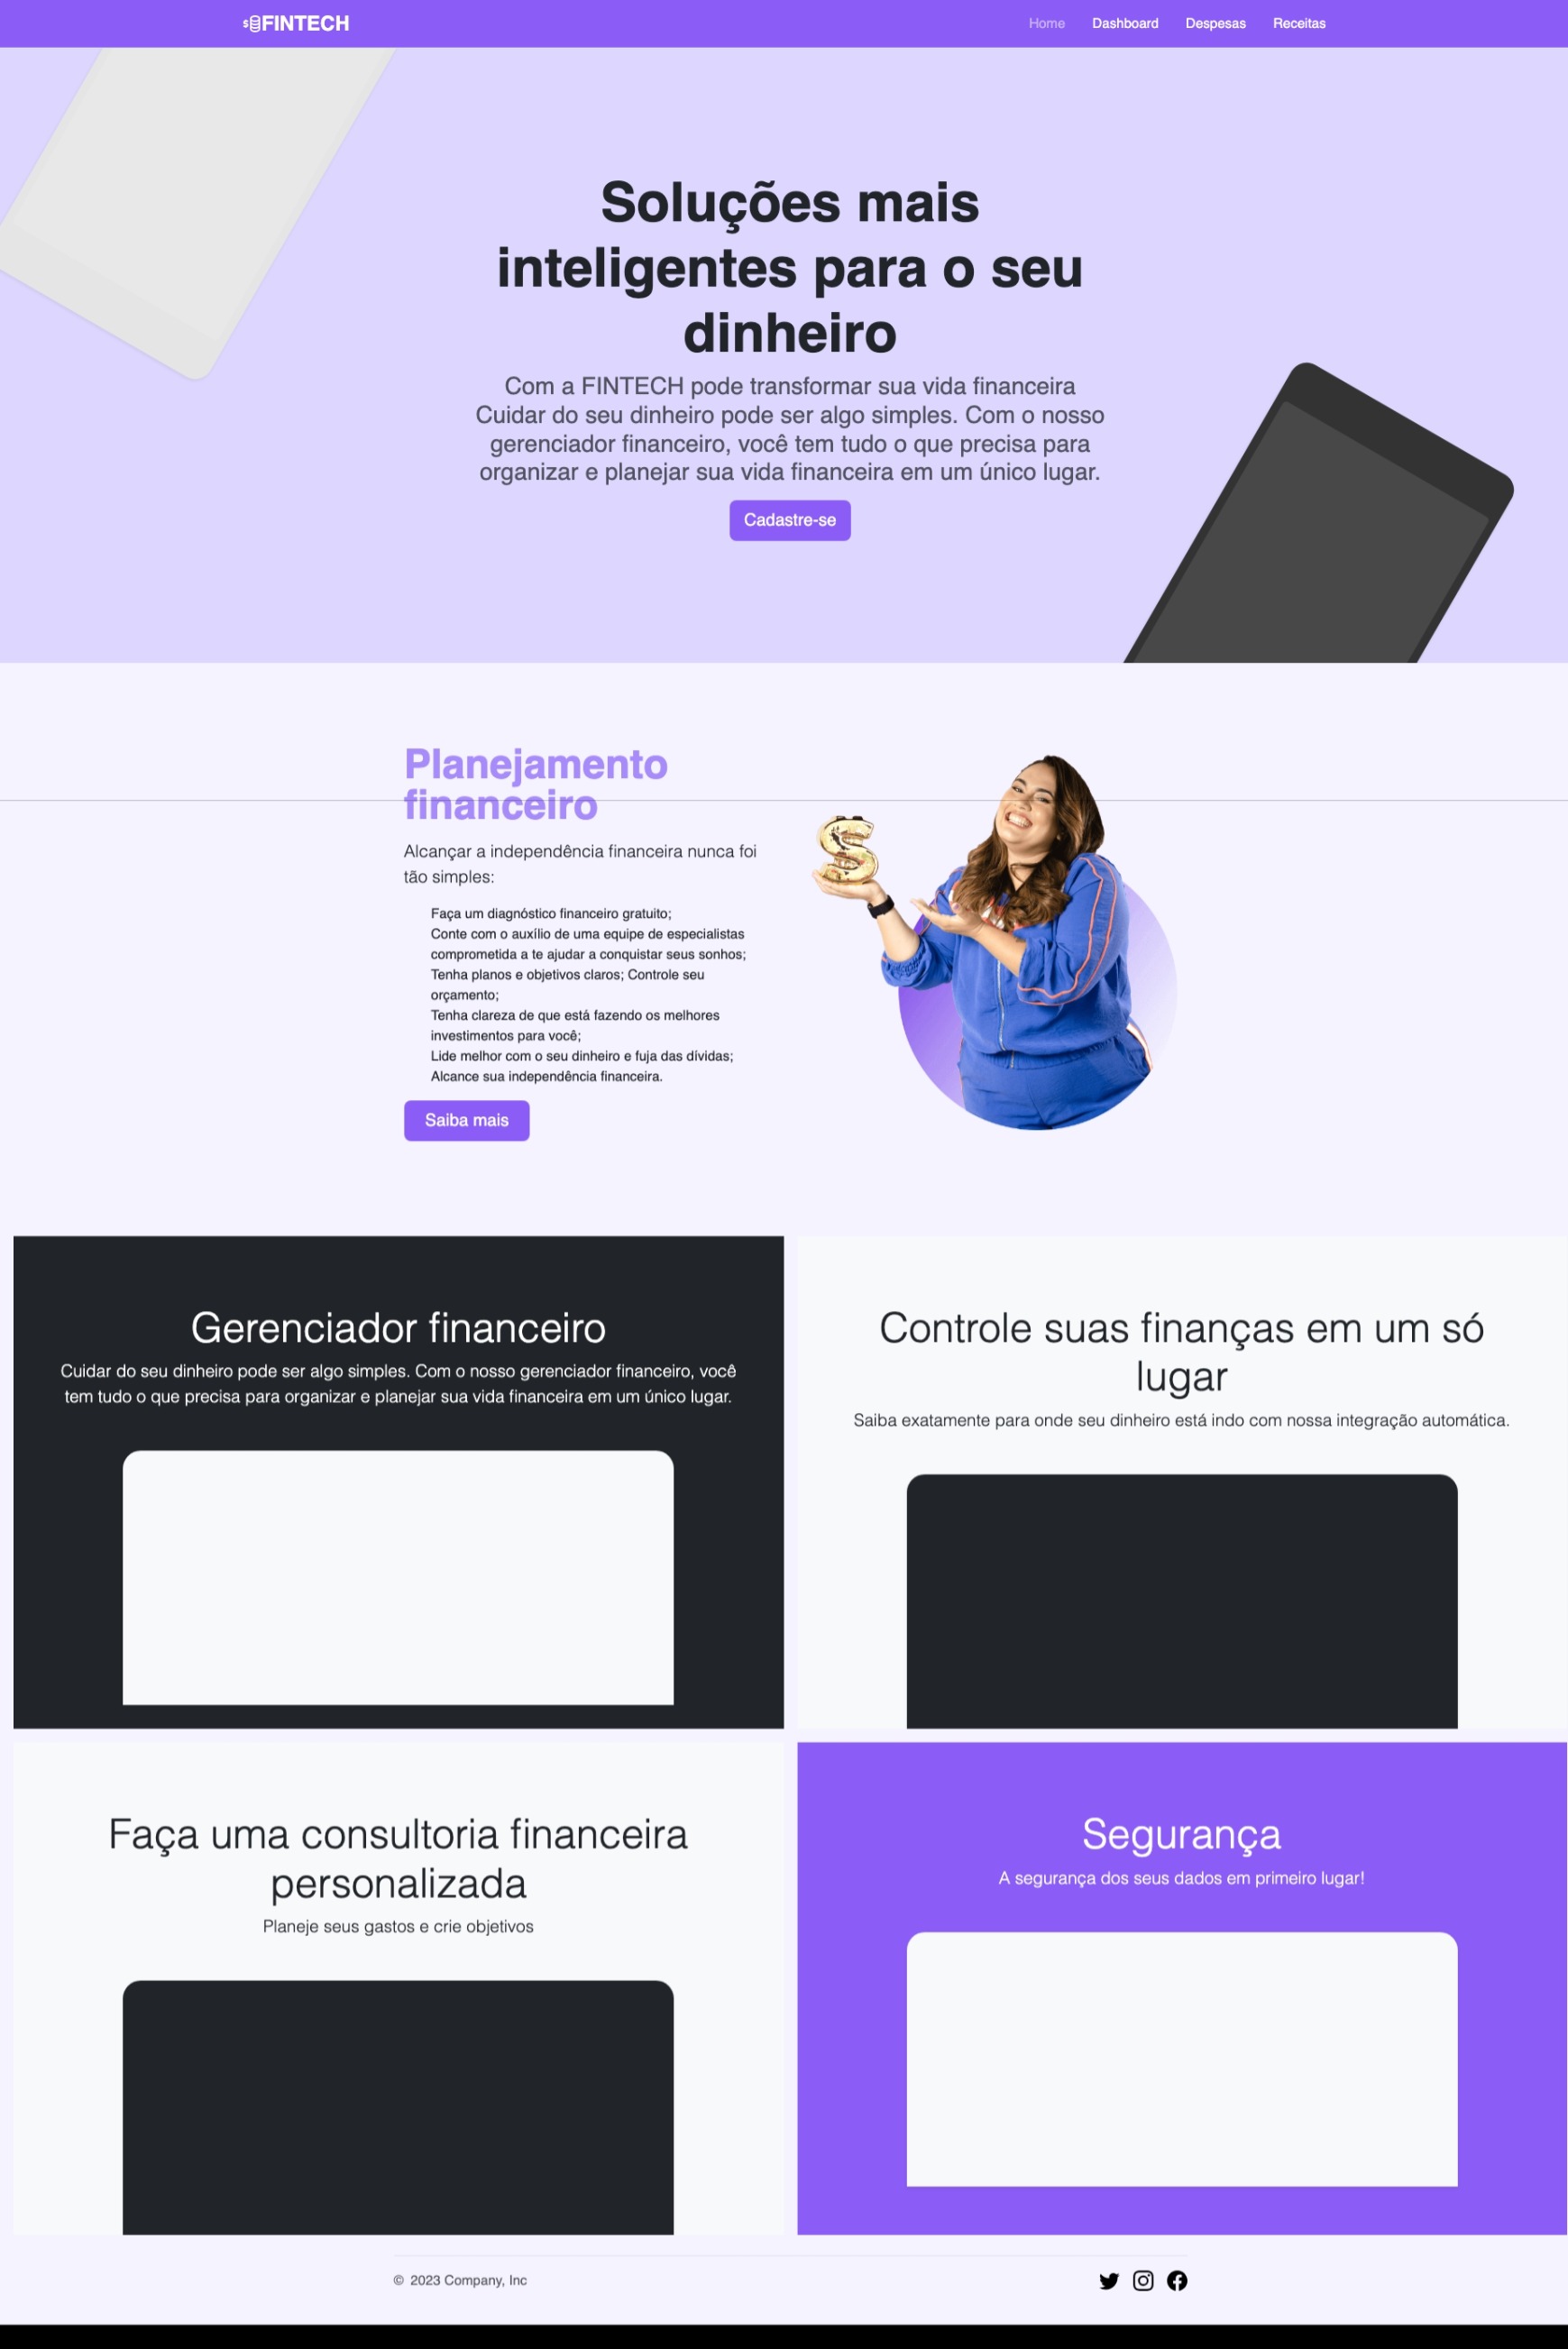 $FINTECH
Home
Dashboard
Despesas
Receitas
Soluções mais
inteligentes para o seu
dinheiro
Com a FINTECH pode transformar sua vida financeira
Cuidar do seu dinheiro pode ser algo simples. Com o nosso
gerenciador financeiro, você tem tudo o que precisa para
organizar e planejar sua vida financeira em um único lugar.
Cadastre-se
Planejamento
financeiro
Alcançar a independência financeira nunca foi
tão simples:
Faça um diagnóstico financeiro gratuito;
Conte com o auxílio de uma equipe de especialistas
comprometida a te ajudar a conquistar seus sonhos;
Tenha planos e objetivos claros; Controle seu
orçamento;
Tenha clareza de que está fazendo os melhores
investimentos para você;
Lide melhor com o seu dinheiro e fuja das dívidas;
Alcance sua independência financeira.
Saiba mais
Gerenciador financeiro
Cuidar do seu dinheiro pode ser algo simples. Com o nosso gerenciador financeiro, você
tem tudo o que precisa para organizar e planejar sua vida financeira em um único lugar.
Controle suas finanças em um só
lugar
Saiba exatamente para onde seu dinheiro está indo com nossa integração automática.
Faça uma consultoria financeira
personalizada
Planeje seus gastos e crie objetivos
Segurança
A segurança dos seus dados em primeiro lugar!
© 2023 Company, Inc